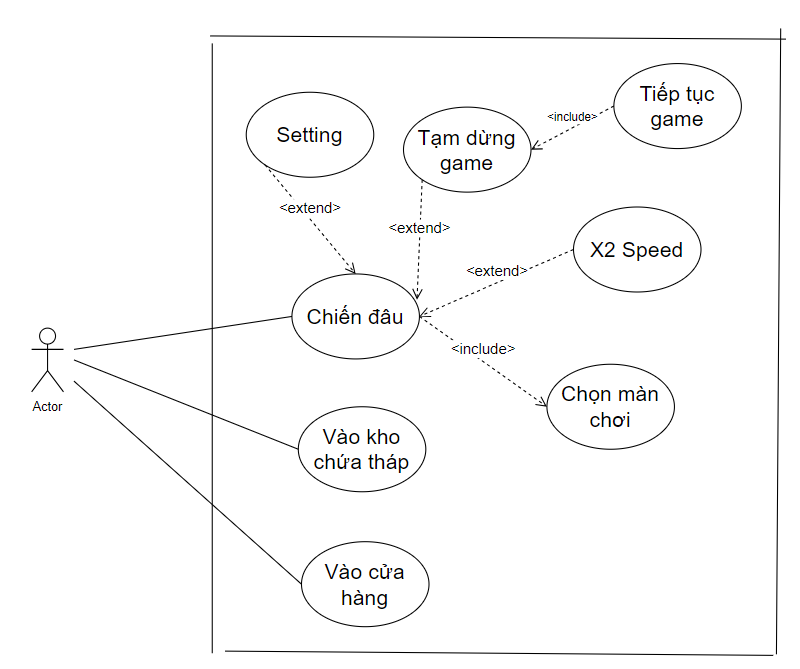 Tiếp tục
game
<include>
Setting
Tạm dừng
game
<extend>
<extend>
X2 Speed
<extend>
Chiến đâu
<include>
Chọn màn
chơi
Actor
Vào kho
chứa tháp
Vào cửa
hàng